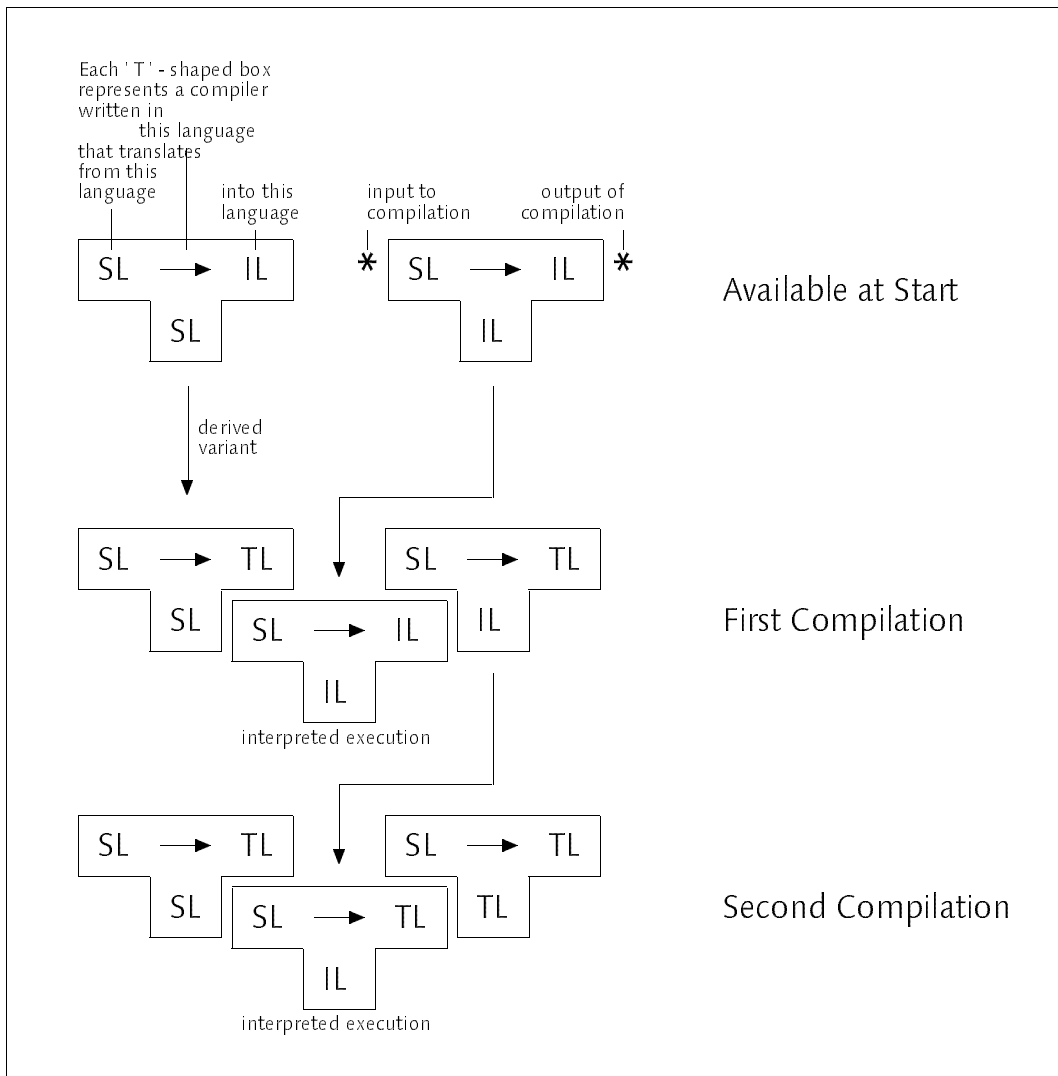 Each ' T ' - shaped box
represents a compiler
written in
this language
that translates
from this
language
into this
language
input to
compilation
output of
compilation
SL → IL
SL
* SL → IL *
IL
Available at Start
derived
variant
SL → TL
SL
SL → IL
IL
SL → TL
IL
First Compilation
interpreted execution
SL → TL
SL
SL → TL
IL
SL → TL
TL
Second Compilation
interpreted execution